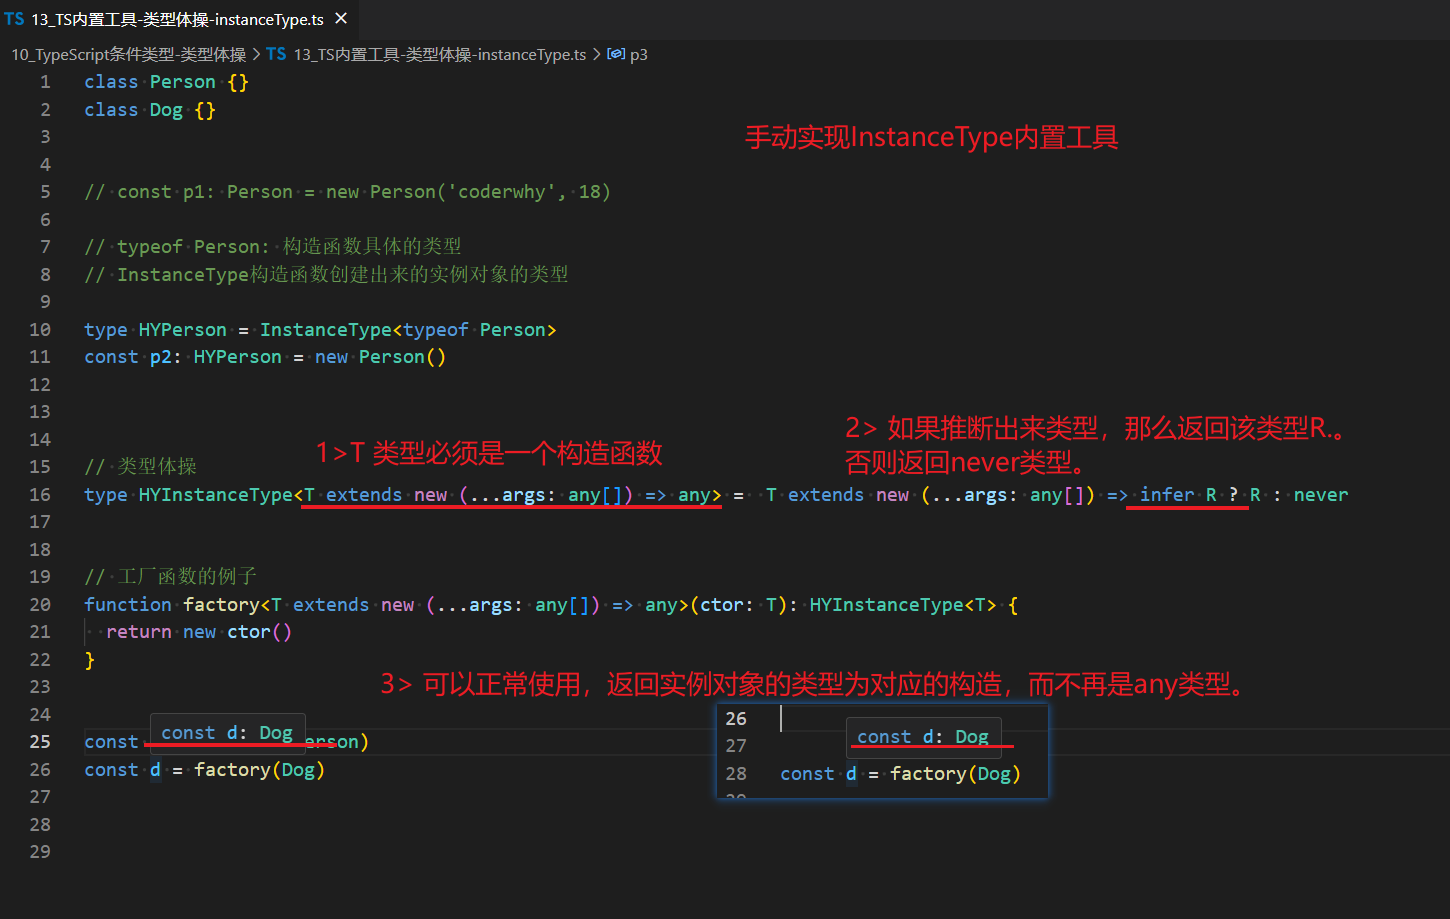 TS 13_TS内置工具-类型体操-instanceType.ts ×
10_TypeScript条件类型-类型体操 > TS 13_TS内置工具-类型体操-instanceType.ts > p3
1 class Person {}
2 class Dog {}
3
手动实现InstanceType内置工具
4
5 // const p1: Person = new Person('coderwhy', 18)
6
7 // typeof Person: 构造函数具体的类型
8 // InstanceType构造函数创建出来的实例对象的类型
9
10 type HYPerson = InstanceType<typeof Person>
11 const p2: HYPerson = new Person()
12
13
14
2> 如果推断出来类型，那么返回该类型R.。
否则返回never类型。
1>T 类型必须是一个构造函数
15 // 类型体操
16 type HYInstanceType<T extends new (...args: any[]) => any> = T extends new (...args: any[]) => infer R ? R : never
17
18
19 // 工厂函数的例子
20 function factory<T extends new (...args: any[]) => any>(ctor: T): HYInstanceType<T> {
21 return new ctor()
22 }
23
3> 可以正常使用，返回实例对象的类型为对应的构造，而不再是any类型。
24
const d: Dog
25 const erson)
26 const d = factory(Dog)
27
28
29
26
27 const d: Dog
28 const d = factory(Dog)